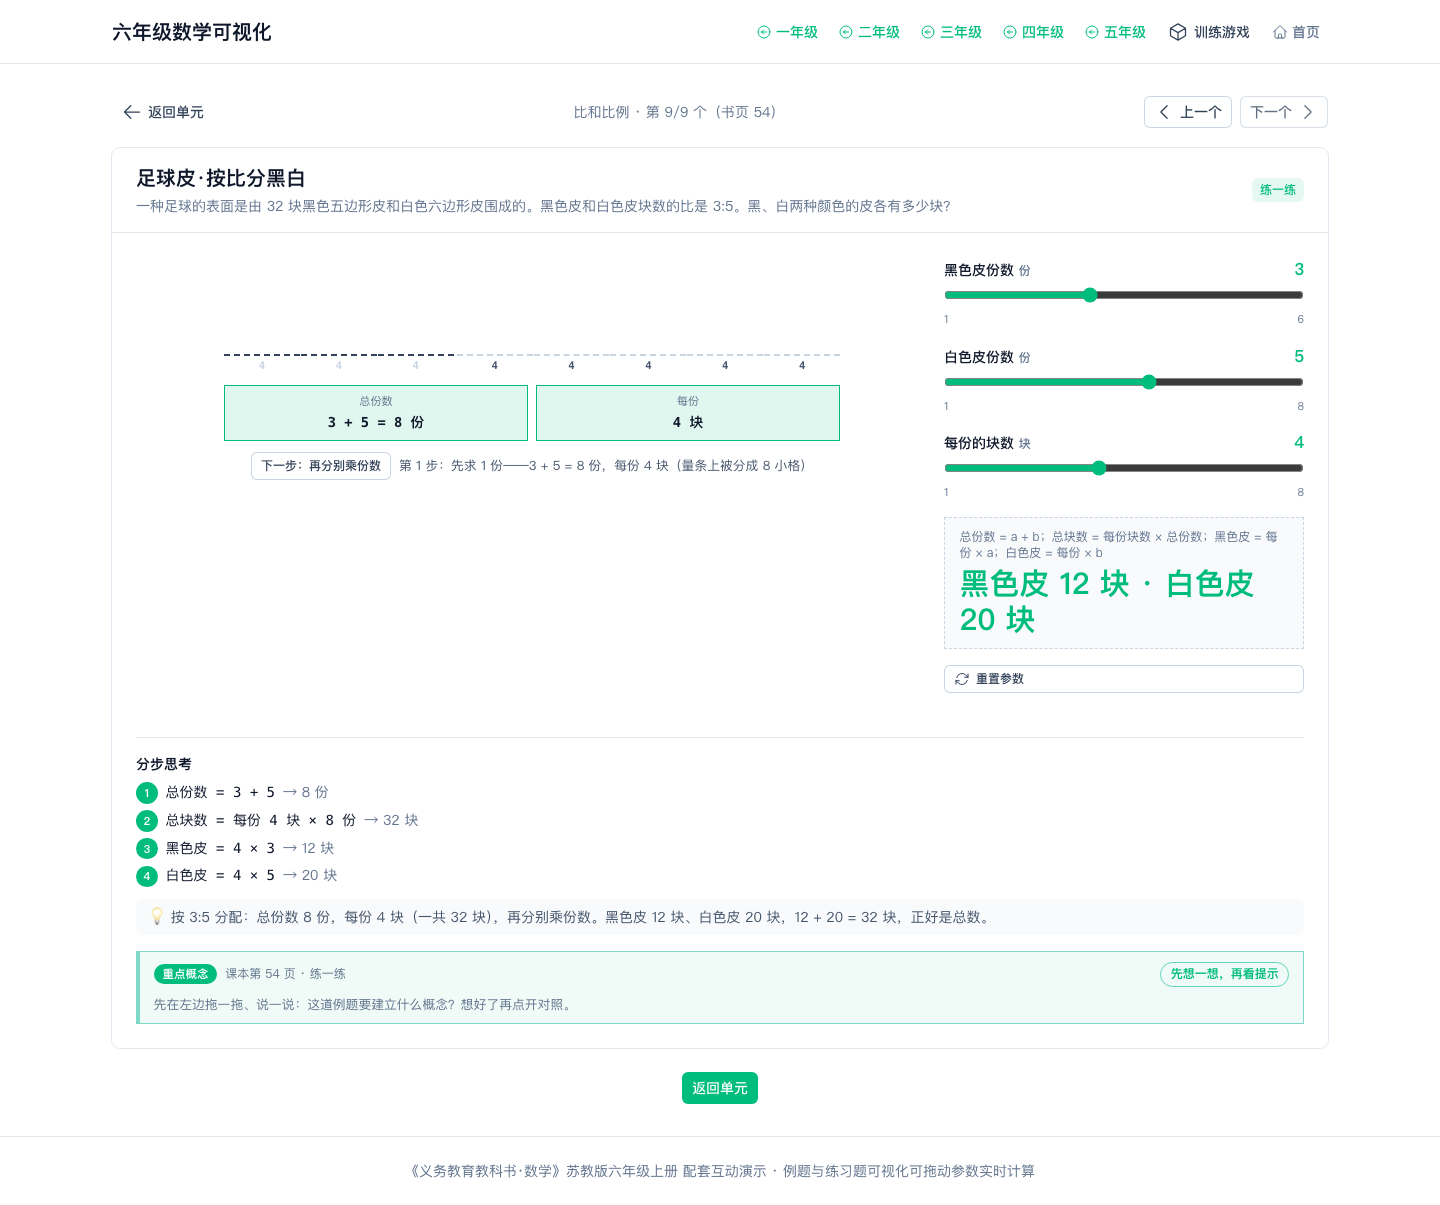 六年级数学可视化
一年级 二年级 三年级 四年级 五年级 训练游戏 首页
返回单元
比和比例 · 第 9/9 个（书页 54）
上一个 下一个
足球皮·按比分黑白
一种足球的表面是由 32 块黑色五边形皮和白色六边形皮围成的。黑色皮和白色皮块数的比是 3:5。黑、白两种颜色的皮各有多少块？
练一练
4 4 4 4 4 4 4 4
总份数
3 + 5 = 8 份
每份
4 块
下一步：再分别乘份数
第 1 步：先求 1 份——3 + 5 = 8 份，每份 4 块（量条上被分成 8 小格）
黑色皮份数 份 3
1 6
白色皮份数 份 5
1 8
每份的块数 块 4
1 8
总份数 = a + b；总块数 = 每份块数 × 总份数；黑色皮 = 每
份 × a；白色皮 = 每份 × b
黑色皮 12 块 · 白色皮
20 块
重置参数
分步思考
1 总份数 = 3 + 5 → 8 份
2 总块数 = 每份 4 块 × 8 份 → 32 块
3 黑色皮 = 4 × 3 → 12 块
4 白色皮 = 4 × 5 → 20 块
按 3:5 分配：总份数 8 份，每份 4 块（一共 32 块），再分别乘份数。黑色皮 12 块、白色皮 20 块，12 + 20 = 32 块，正好是总数。
重点概念 课本第 54 页 · 练一练
先想一想，再看提示
先在左边拖一拖、说一说：这道例题要建立什么概念？想好了再点开对照。
返回单元
《义务教育教科书·数学》苏教版六年级上册 配套互动演示 · 例题与练习题可视化可拖动参数实时计算